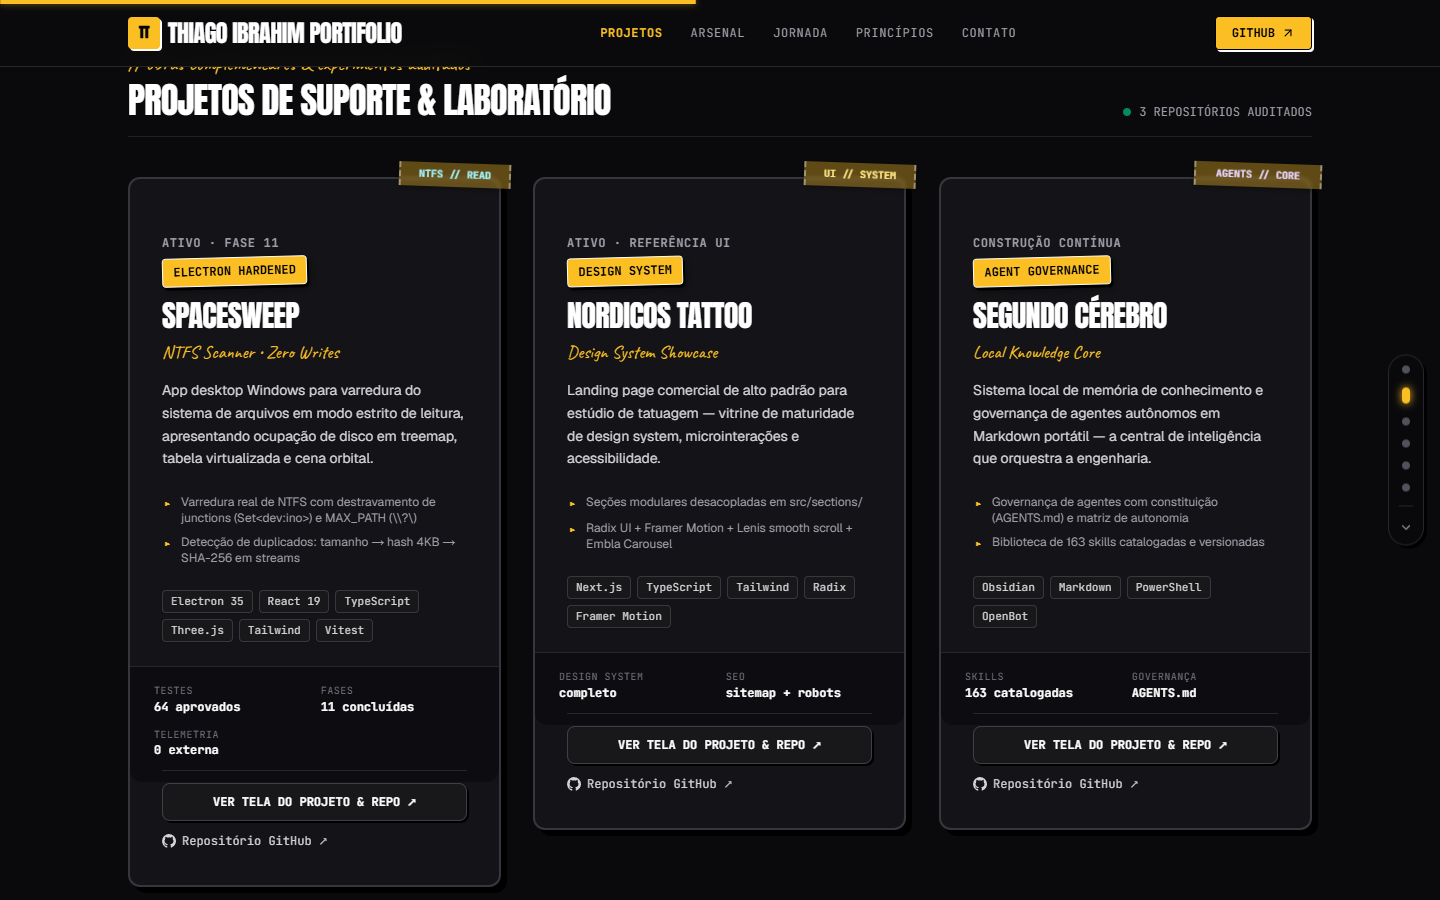 TI THIAGO IBRAHIM PORTIFOLIO
PROJETOS ARSENAL JORNADA PRINCÍPIOS CONTATO
GITHUB ↗
// obras complementares & experimentos auditados
PROJETOS DE SUPORTE & LABORATÓRIO
3 REPOSITÓRIOS AUDITADOS
NTFS // READ
ATIVO · FASE 11
ELECTRON HARDENED
SPACESWEEP
NTFS Scanner · Zero Writes
App desktop Windows para varredura do
sistema de arquivos em modo estrito de leitura,
apresentando ocupação de disco em treemap,
tabela virtualizada e cena orbital.
► Varredura real de NTFS com destravamento de
junctions (Set<dev:ino>) e MAX_PATH (\\?\)
► Detecção de duplicados: tamanho → hash 4KB →
SHA-256 em streams
Electron 35 React 19 TypeScript
Three.js Tailwind Vitest
TESTES FASES
64 aprovados 11 concluídas
TELEMETRIA
0 externa
VER TELA DO PROJETO & REPO ↗
Repositório GitHub ↗
UI // SYSTEM
ATIVO · REFERÊNCIA UI
DESIGN SYSTEM
NORDICOS TATTOO
Design System Showcase
Landing page comercial de alto padrão para
estúdio de tatuagem — vitrine de maturidade
de design system, microinterações e
acessibilidade.
► Seções modulares desacopladas em src/sections/
► Radix UI + Framer Motion + Lenis smooth scroll +
Embla Carousel
Next.js TypeScript Tailwind Radix
Framer Motion
DESIGN SYSTEM SEO
completo sitemap + robots
VER TELA DO PROJETO & REPO ↗
Repositório GitHub ↗
AGENTS // CORE
CONSTRUÇÃO CONTÍNUA
AGENT GOVERNANCE
SEGUNDO CÉREBRO
Local Knowledge Core
Sistema local de memória de conhecimento e
governança de agentes autônomos em
Markdown portátil — a central de inteligência
que orquestra a engenharia.
► Governança de agentes com constituição
(AGENTS.md) e matriz de autonomia
► Biblioteca de 163 skills catalogadas e versionadas
Obsidian Markdown PowerShell
OpenBot
SKILLS GOVERNANÇA
163 catalogadas AGENTS.md
VER TELA DO PROJETO & REPO ↗
Repositório GitHub ↗